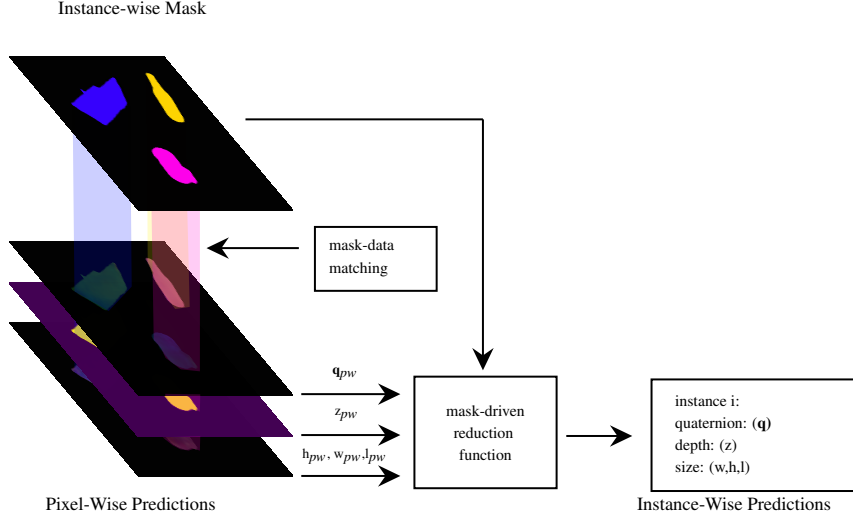 Instance-wise Mask
mask-data
matching
q_pw
z_pw
h_pw, w_pw,l_pw
mask-driven
reduction
function
instance i:
quaternion: (q)
depth: (z)
size: (w,h,l)
Pixel-Wise Predictions
Instance-Wise Predictions